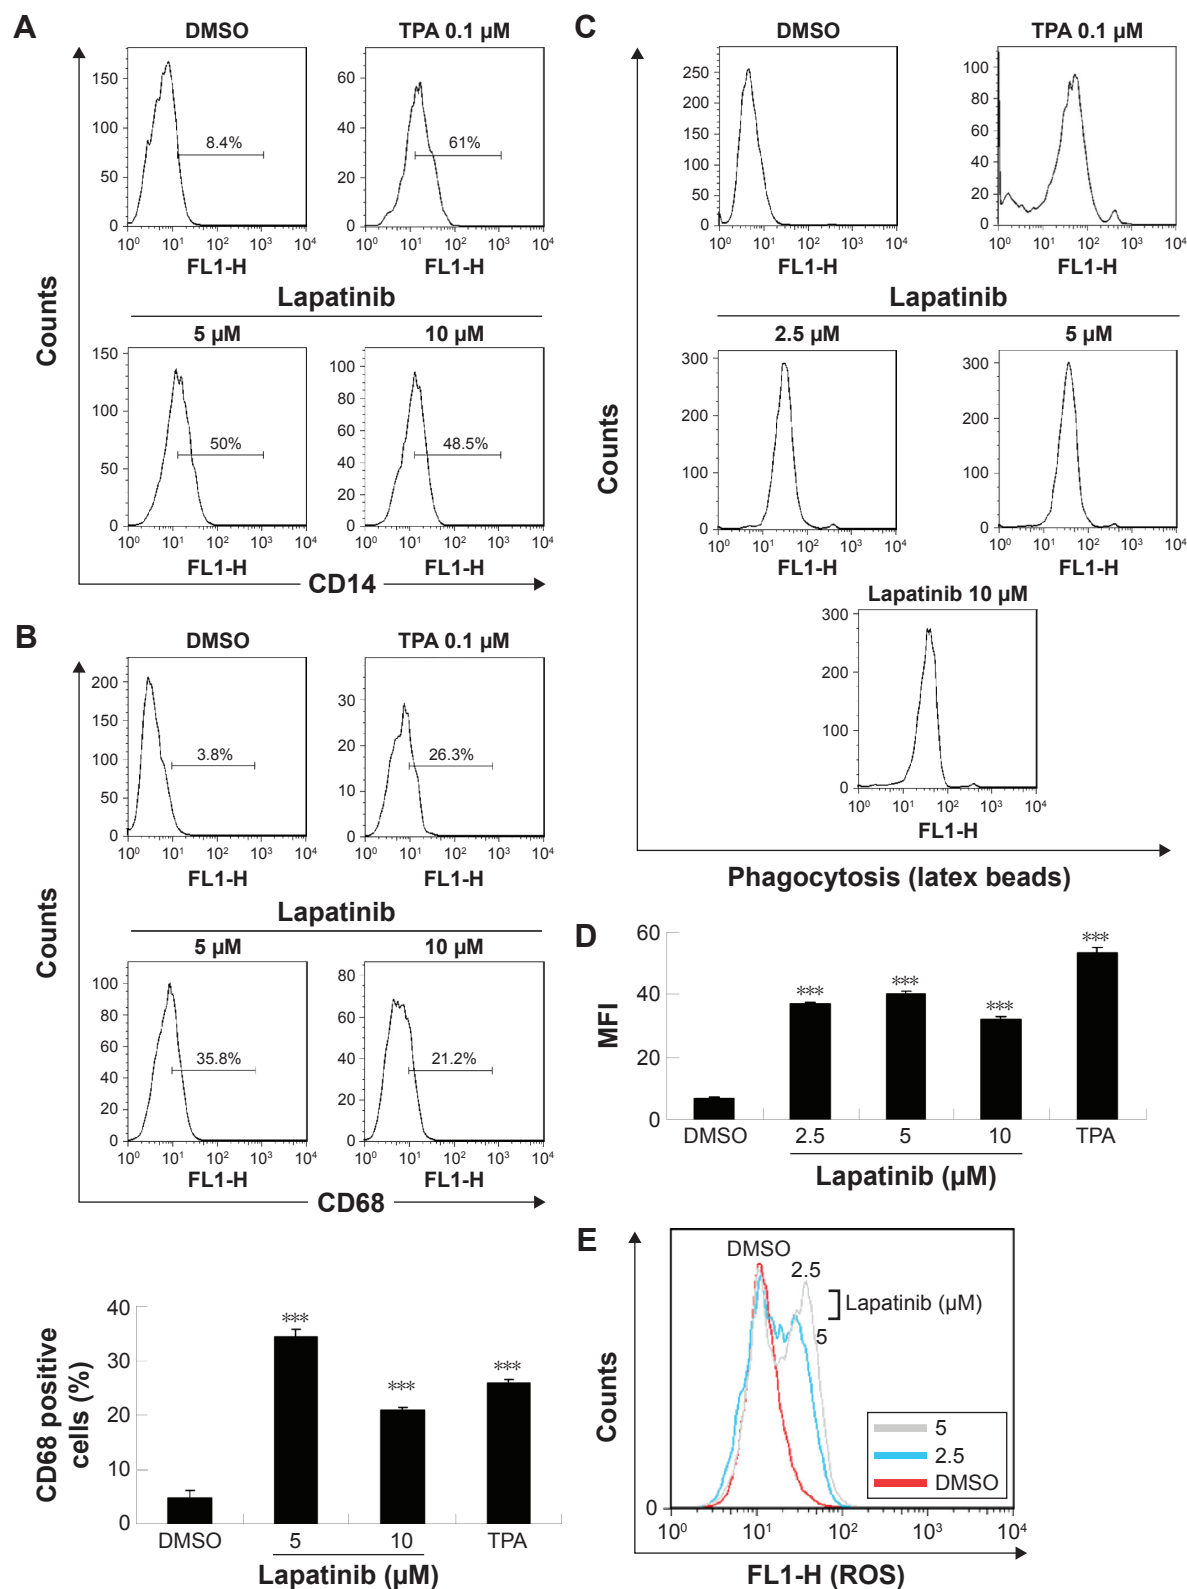 A
DMSO
TPA 0.1 µM
150
100
50
0
8.4%
10⁰ 10¹ 10² 10³ 10⁴
FL1-H
60
40
20
0
61%
10⁰ 10¹ 10² 10³ 10⁴
FL1-H
Lapatinib
5 µM
10 µM
150
100
50
0
50%
10⁰ 10¹ 10² 10³ 10⁴
FL1-H
100
80
60
40
20
0
48.5%
10⁰ 10¹ 10² 10³ 10⁴
FL1-H
Counts
CD14
B
DMSO
TPA 0.1 µM
200
150
100
50
0
3.8%
10⁰ 10¹ 10² 10³ 10⁴
FL1-H
30
20
10
0
26.3%
10⁰ 10¹ 10² 10³ 10⁴
FL1-H
Lapatinib
5 µM
10 µM
100
80
60
40
20
0
35.8%
10⁰ 10¹ 10² 10³ 10⁴
FL1-H
80
60
40
20
0
21.2%
10⁰ 10¹ 10² 10³ 10⁴
FL1-H
Counts
CD68
CD68 positive
cells (%)
40
30
20
10
0
***
***
***
DMSO 5 10 TPA
Lapatinib (µM)
C
DMSO
TPA 0.1 µM
250
200
150
100
50
0
10⁰ 10¹ 10² 10³ 10⁴
FL1-H
100
80
60
40
20
0
10⁰ 10¹ 10² 10³ 10⁴
FL1-H
Lapatinib
2.5 µM
5 µM
300
200
100
0
10⁰ 10¹ 10² 10³ 10⁴
FL1-H
300
200
100
0
10⁰ 10¹ 10² 10³ 10⁴
FL1-H
Lapatinib 10 µM
300
200
100
0
10⁰ 10¹ 10² 10³ 10⁴
FL1-H
Counts
Phagocytosis (latex beads)
D
MFI
60
40
20
0
***
***
***
***
DMSO 2.5 5 10 TPA
Lapatinib (µM)
E
Counts
DMSO
2.5
Lapatinib (µM)
5
5
2.5
DMSO
0
10⁰ 10¹ 10² 10³ 10⁴
FL1-H (ROS)